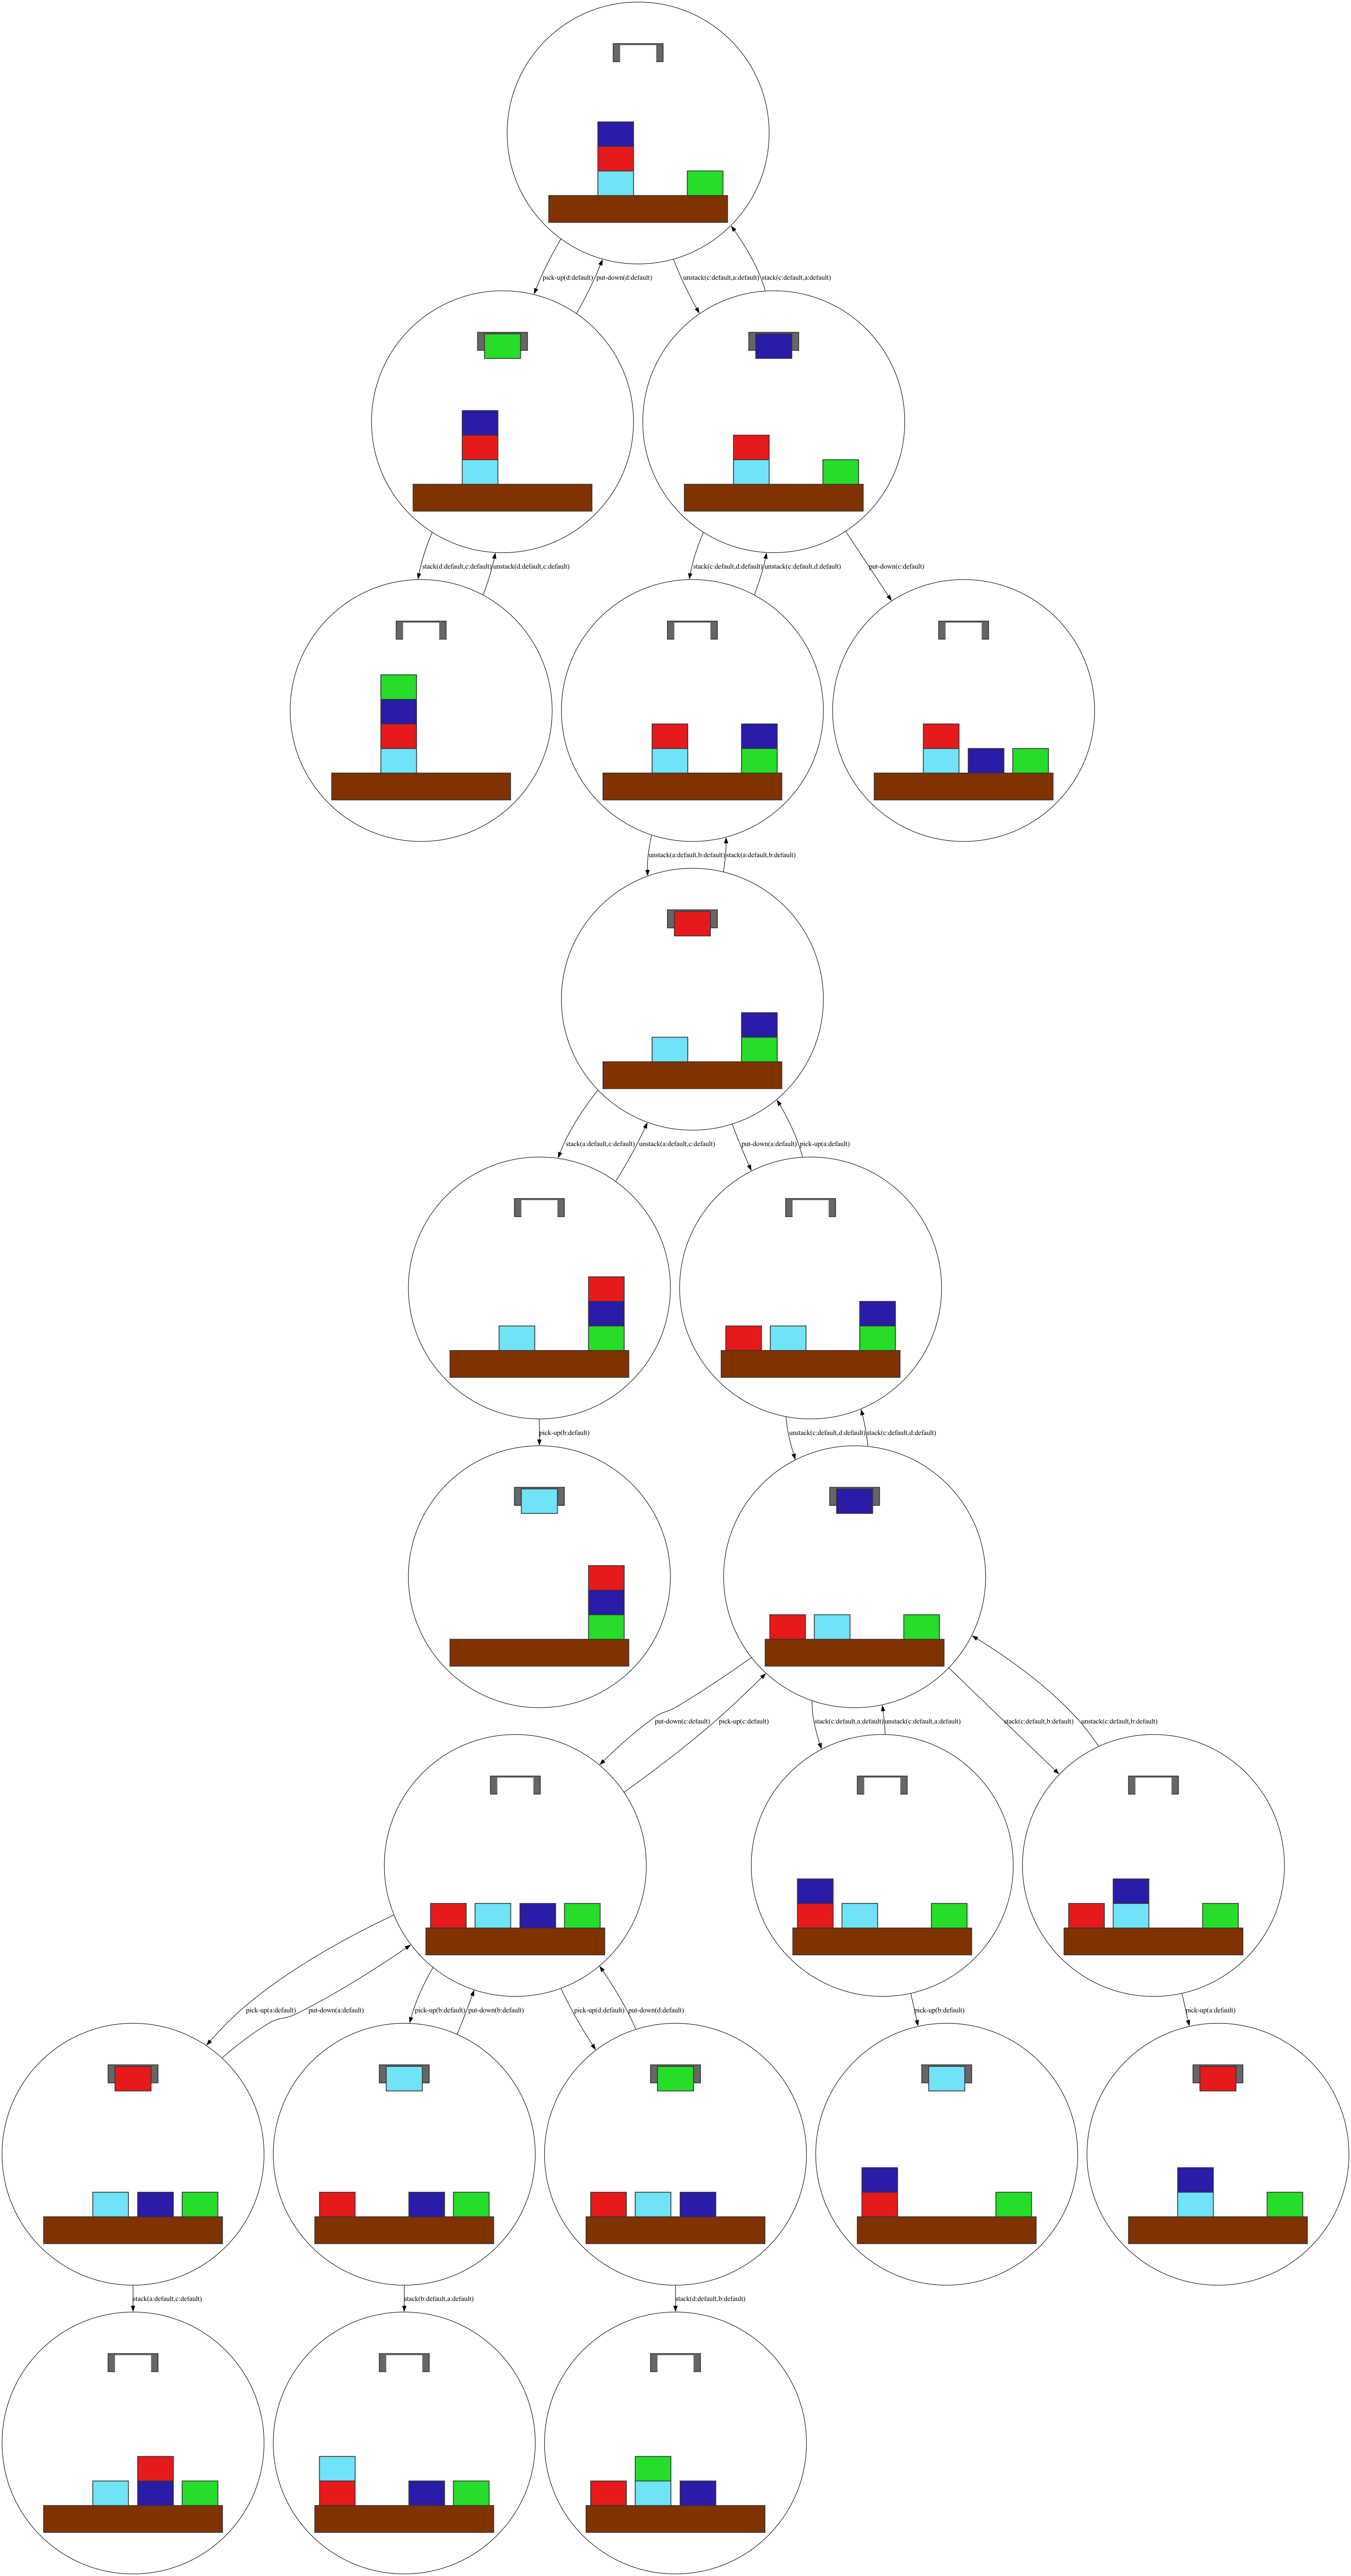 pick-up(d:default) put-down(d:default) unstack(c:default,a:default) stack(c:default,a:default)
stack(d:default,c:default) unstack(d:default,c:default) stack(c:default,d:default) unstack(c:default,d:default) put-down(c:default)
unstack(a:default,b:default) stack(a:default,b:default)
stack(a:default,c:default) unstack(a:default,c:default) put-down(a:default) pick-up(a:default)
pick-up(b:default) unstack(c:default,d:default) stack(c:default,d:default)
put-down(c:default) pick-up(c:default) stack(c:default,a:default) unstack(c:default,a:default) stack(c:default,b:default) unstack(c:default,b:default)
pick-up(a:default) put-down(a:default) pick-up(b:default) put-down(b:default) pick-up(d:default) put-down(d:default) pick-up(b:default) pick-up(a:default)
stack(a:default,c:default) stack(b:default,a:default) stack(d:default,b:default)